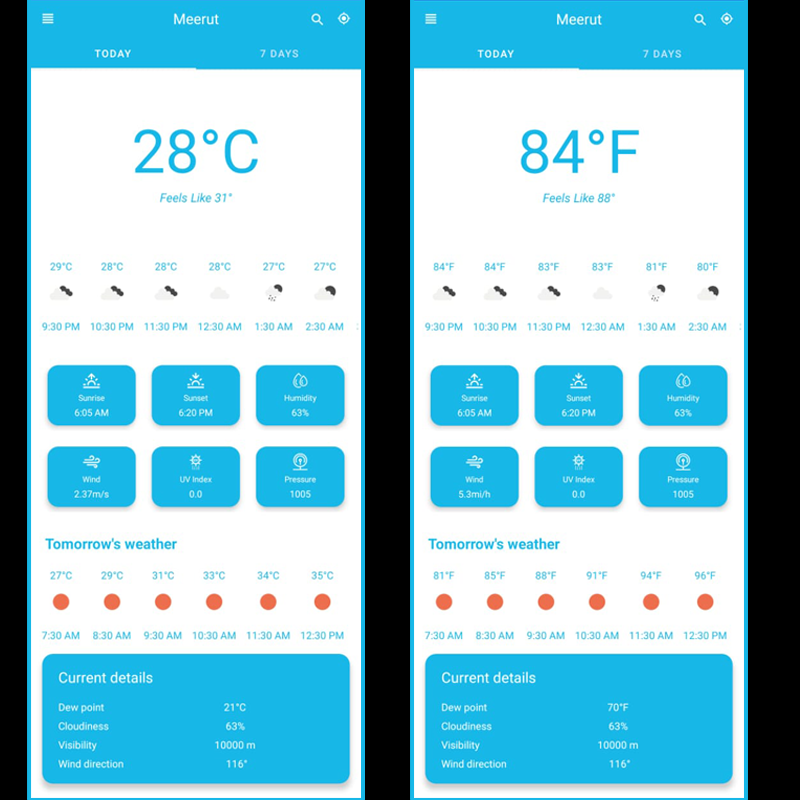 Meerut
TODAY 7 DAYS
28°C
Feels Like 31°
29°C 28°C 28°C 28°C 27°C 27°C
9:30 PM 10:30 PM 11:30 PM 12:30 AM 1:30 AM 2:30 AM
Sunrise Sunset Humidity
6:05 AM 6:20 PM 63%
Wind UV Index Pressure
2.37m/s 0.0 1005
Tomorrow's weather
27°C 29°C 31°C 33°C 34°C 35°C
7:30 AM 8:30 AM 9:30 AM 10:30 AM 11:30 AM 12:30 PM
Current details
Dew point 21°C
Cloudiness 63%
Visibility 10000 m
Wind direction 116°
Meerut
TODAY 7 DAYS
84°F
Feels Like 88°
84°F 84°F 83°F 83°F 81°F 80°F
9:30 PM 10:30 PM 11:30 PM 12:30 AM 1:30 AM 2:30 AM
Sunrise Sunset Humidity
6:05 AM 6:20 PM 63%
Wind UV Index Pressure
5.3mi/h 0.0 1005
Tomorrow's weather
81°F 85°F 88°F 91°F 94°F 96°F
7:30 AM 8:30 AM 9:30 AM 10:30 AM 11:30 AM 12:30 PM
Current details
Dew point 70°F
Cloudiness 63%
Visibility 10000 m
Wind direction 116°